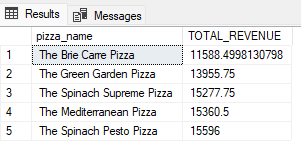 Results Messages
pizza_name TOTAL_REVENUE
1 The Brie Carre Pizza 11588.4998130798
2 The Green Garden Pizza 13955.75
3 The Spinach Supreme Pizza 15277.75
4 The Mediterranean Pizza 15360.5
5 The Spinach Pesto Pizza 15596